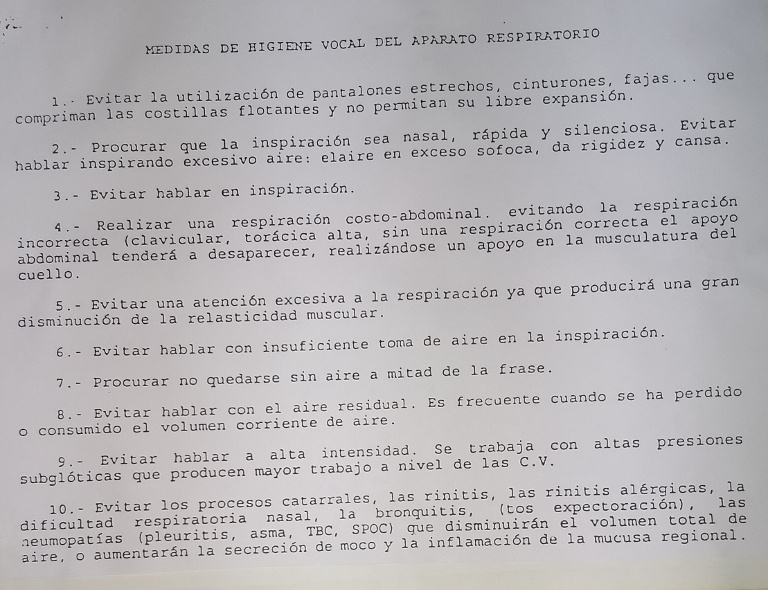 MEDIDAS DE HIGIENE VOCAL DEL APARATO RESPIRATORIO
1.- Evitar la utilización de pantalones estrechos, cinturones, fajas... que
compriman las costillas flotantes y no permitan su libre expansión.
2.- Procurar que la inspiración sea nasal, rápida y silenciosa. Evitar
hablar inspirando excesivo aire: elaire en exceso sofoca, da rigidez y cansa.
3.- Evitar hablar en inspiración.
4.- Realizar una respiración costo-abdominal. evitando la respiración
incorrecta (clavicular, torácica alta, sin una respiración correcta el apoyo
abdominal tenderá a desaparecer, realizándose un apoyo en la musculatura del
cuello.
5.- Evitar una atención excesiva a la respiración ya que producirá una gran
disminución de la relasticidad muscular.
6.- Evitar hablar con insuficiente toma de aire en la inspiración.
7.- Procurar no quedarse sin aire a mitad de la frase.
8.- Evitar hablar con el aire residual. Es frecuente cuando se ha perdido
o consumido el volumen corriente de aire.
9.- Evitar hablar a alta intensidad. Se trabaja con altas presiones
subglóticas que producen mayor trabajo a nivel de las C.V.
10.- Evitar los procesos catarrales, las rinitis, las rinitis alérgicas, la
dificultad respiratoria nasal, la bronquitis, (tos expectoración), las
neumopatías (pleuritis, asma, TBC, SPOC) que disminuirán el volumen total de
aire, o aumentarán la secreción de moco y la inflamación de la mucusa regional.